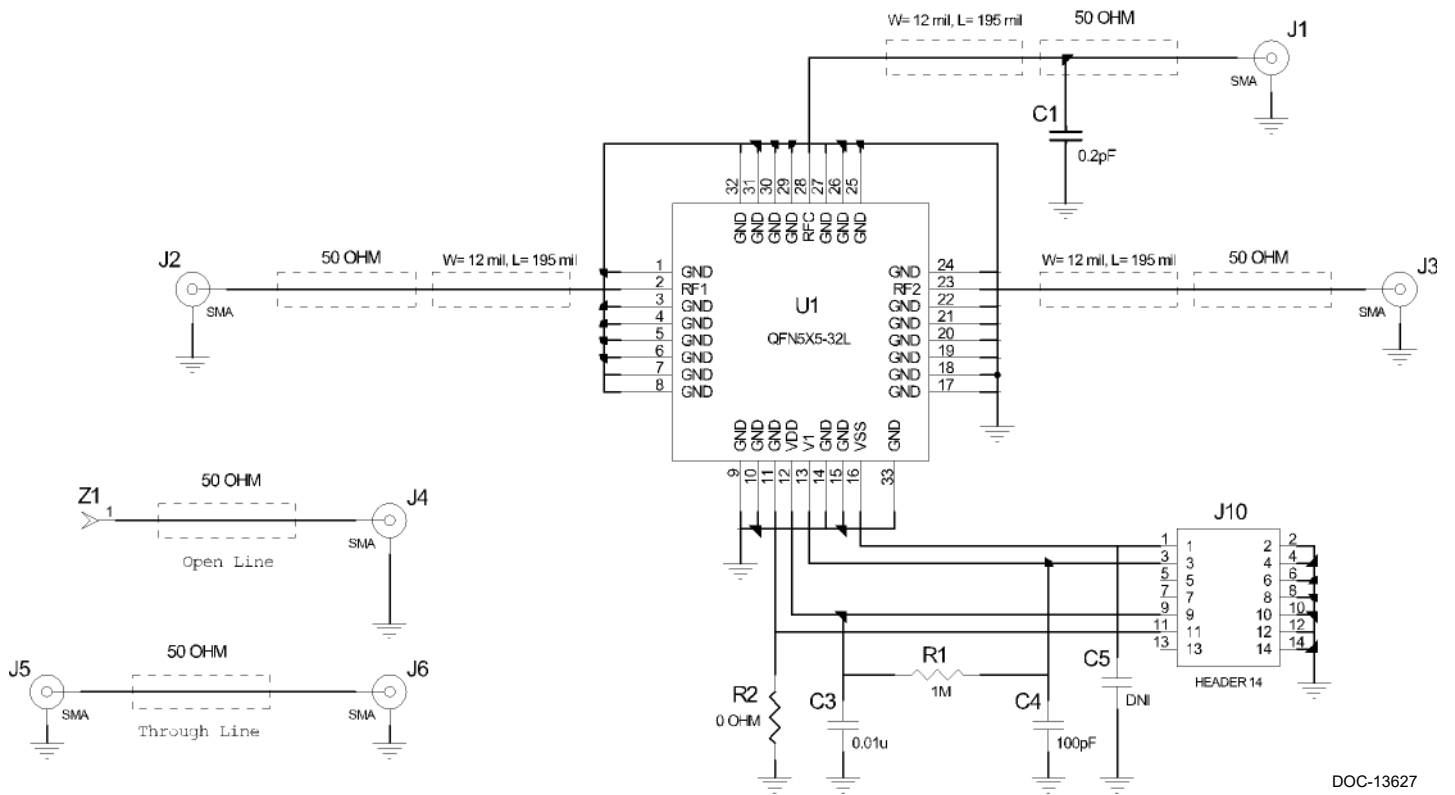 W= 12 mil, L= 195 mil
50 OHM
J1
SMA
C1
0.2pF
32
31
30
29
28
27
26
25
GND
GND
GND
GND
RFC
GND
GND
GND
J2
50 OHM
W= 12 mil, L= 195 mil
SMA
1 GND
2 RF1
3 GND
4 GND
5 GND
6 GND
7 GND
8 GND
U1
QFN5X5-32L
GND 24
RF2 23
GND 22
GND 21
GND 20
GND 19
GND 18
GND 17
W= 12 mil, L= 195 mil
50 OHM
J3
SMA
GND
GND
GND
VDD
V1
GND
GND
VSS
GND
9
10
11
12
13
14
15
16
33
Z1
1
50 OHM
J4
SMA
Open Line
J5
50 OHM
J6
SMA
SMA
Through Line
J10
1 1 2 2
3 3 4 4
5 5 6 6
7 7 8 8
9 9 10 10
11 11 12 12
13 13 14 14
HEADER 14
R2
0 OHM
C3
0.01u
R1
1M
C4
100pF
C5
DNI
DOC-13627